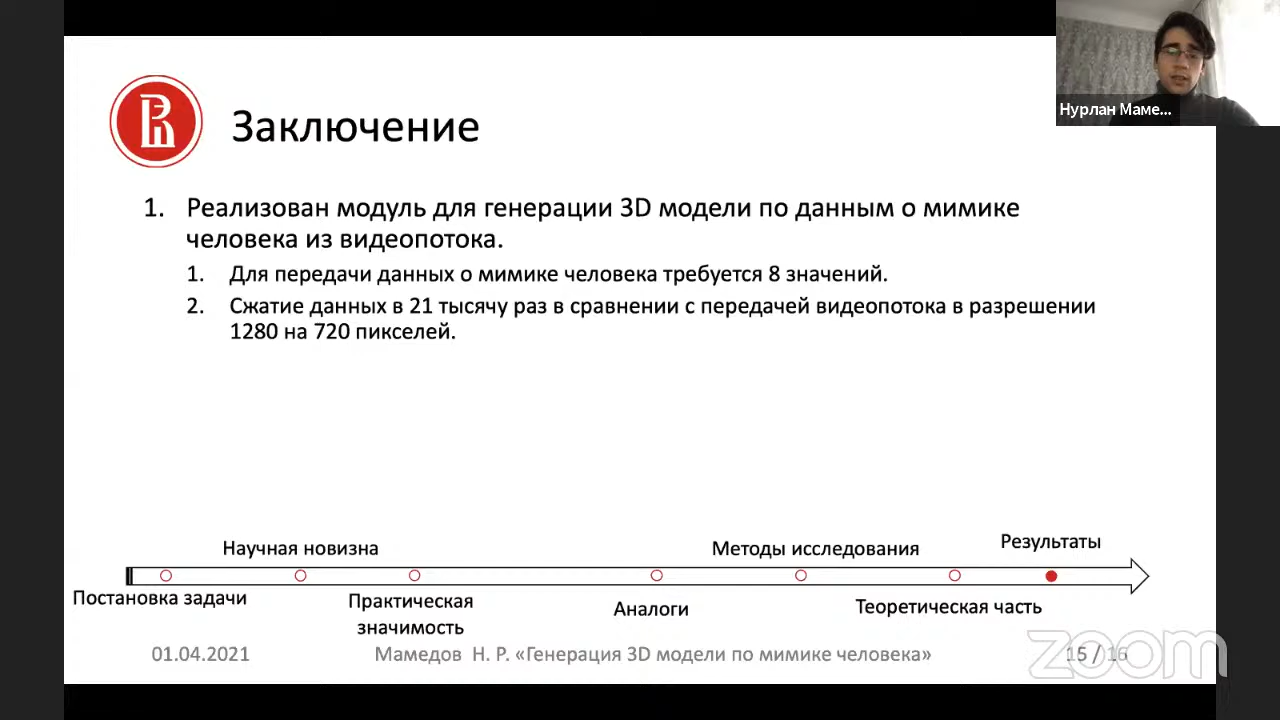 Нурлан Маме...
Заключение
1. Реализован модуль для генерации 3D модели по данным о мимике
человека из видеопотока.
1. Для передачи данных о мимике человека требуется 8 значений.
2. Сжатие данных в 21 тысячу раз в сравнении с передачей видеопотока в разрешении
1280 на 720 пикселей.
Постановка задачи
Научная новизна
Практическая
значимость
Аналоги
Методы исследования
Теоретическая часть
Результаты
01.04.2021
Мамедов Н. Р. «Генерация 3D модели по мимике человека»
15 / 16
zoom